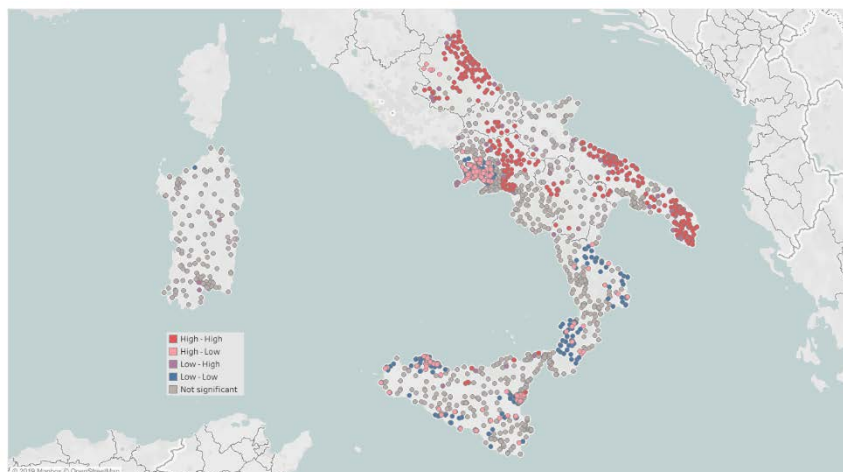 High - High
High - Low
Low - High
Low - Low
Not significant
© 2019 Mapbox © OpenStreetMap